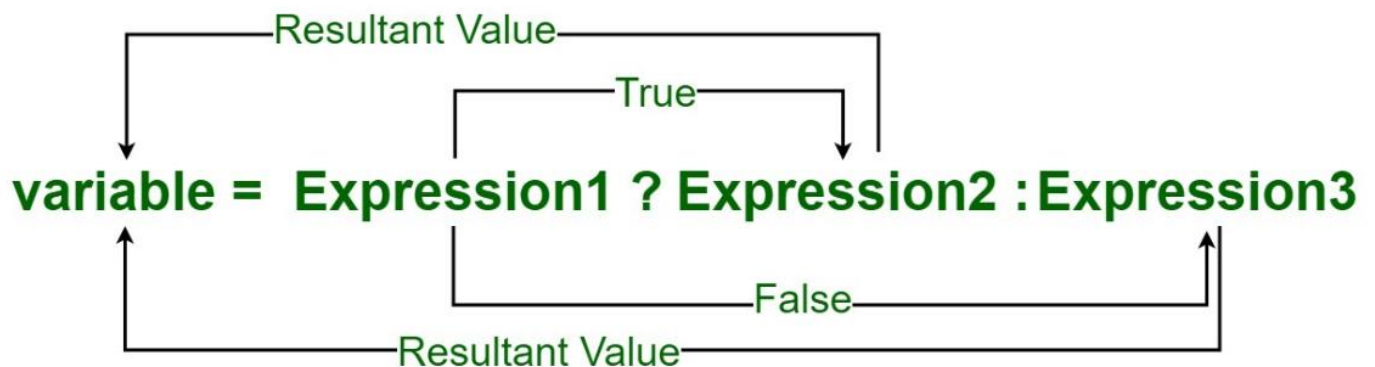 Resultant Value
True
variable = Expression1 ? Expression2 : Expression3
False
Resultant Value